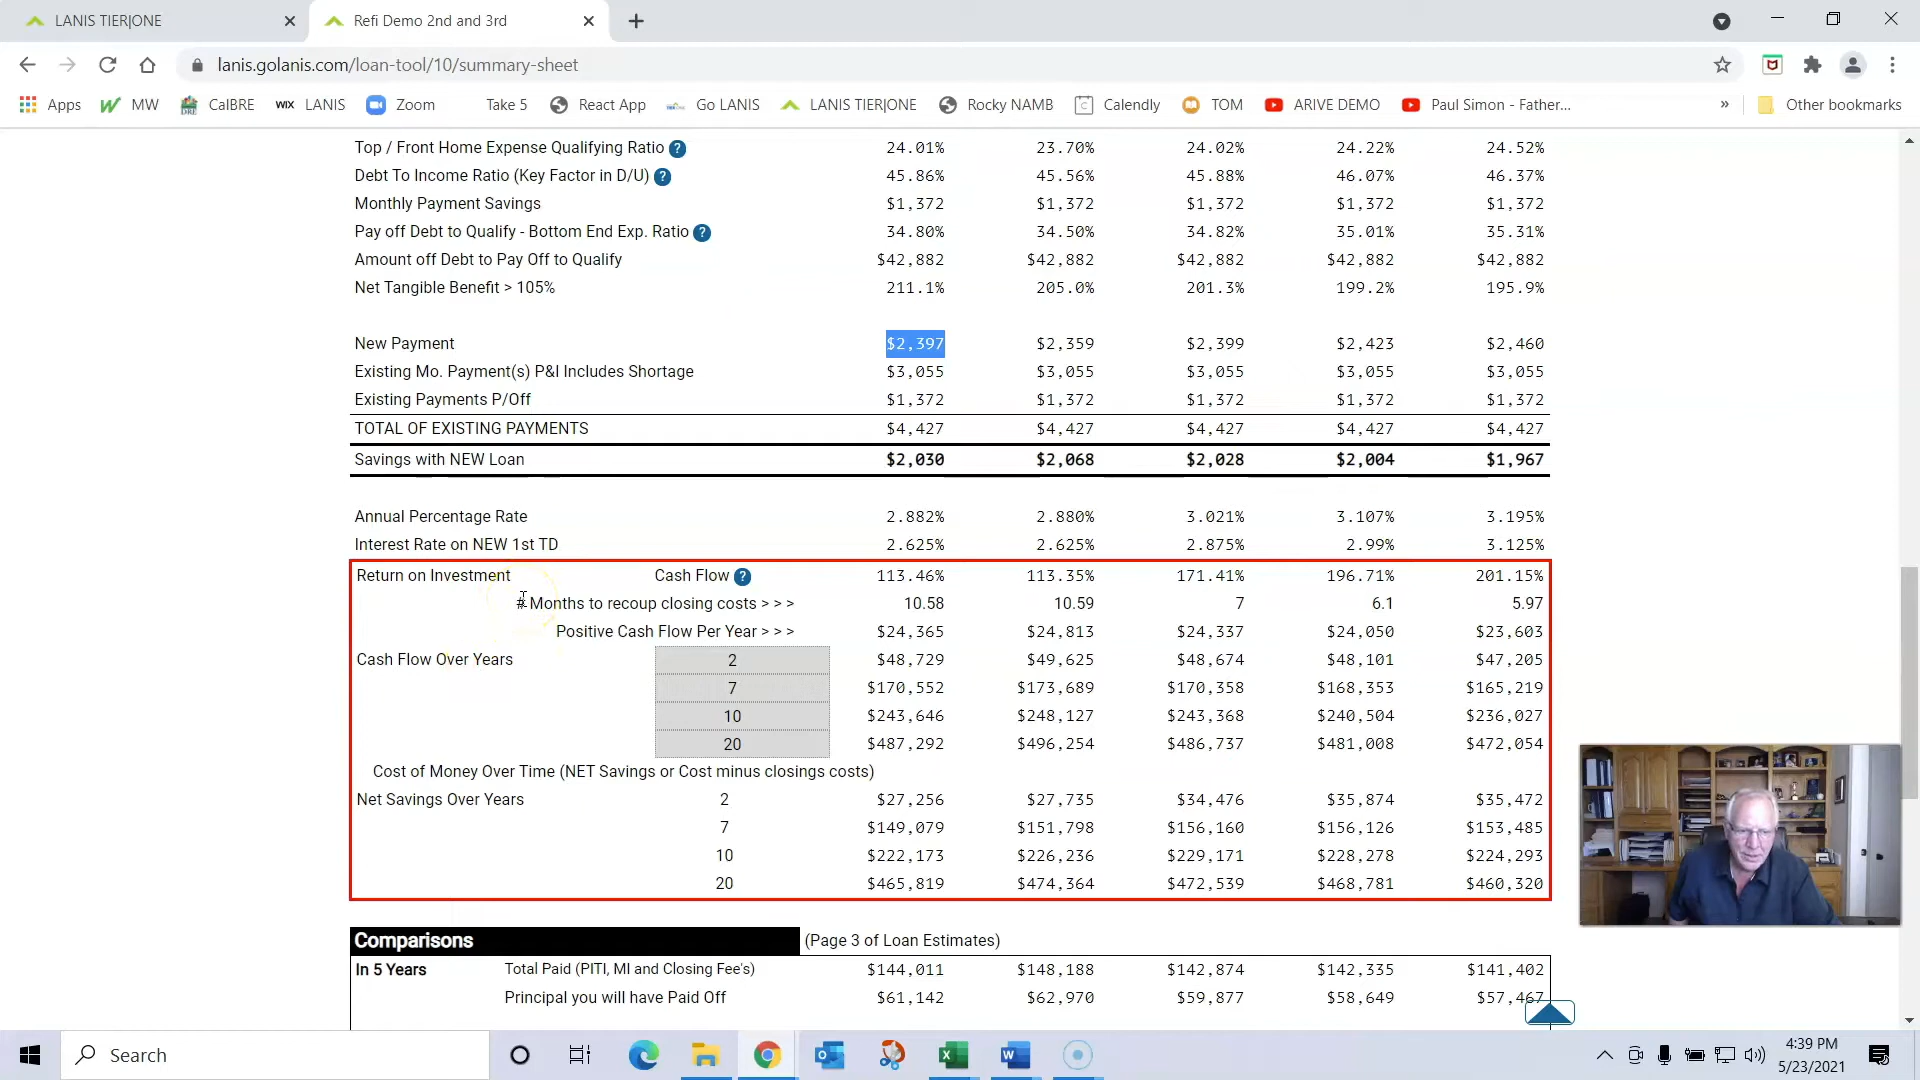 LANIS TIER|ONE
Refi Demo 2nd and 3rd
lanis.golanis.com/loan-tool/10/summary-sheet
Apps MW CalBRE WIX LANIS Zoom Take 5 React App Go LANIS LANIS TIER|ONE Rocky NAMB Calendly TOM ARIVE DEMO Paul Simon - Father... » Other bookmarks
Top / Front Home Expense Qualifying Ratio ? 24.01% 23.70% 24.02% 24.22% 24.52%
Debt To Income Ratio (Key Factor in D/U) ? 45.86% 45.56% 45.88% 46.07% 46.37%
Monthly Payment Savings $1,372 $1,372 $1,372 $1,372 $1,372
Pay off Debt to Qualify - Bottom End Exp. Ratio ? 34.80% 34.50% 34.82% 35.01% 35.31%
Amount off Debt to Pay Off to Qualify $42,882 $42,882 $42,882 $42,882 $42,882
Net Tangible Benefit > 105% 211.1% 205.0% 201.3% 199.2% 195.9%
New Payment $2,397 $2,359 $2,399 $2,423 $2,460
Existing Mo. Payment(s) P&I Includes Shortage $3,055 $3,055 $3,055 $3,055 $3,055
Existing Payments P/Off $1,372 $1,372 $1,372 $1,372 $1,372
TOTAL OF EXISTING PAYMENTS $4,427 $4,427 $4,427 $4,427 $4,427
Savings with NEW Loan $2,030 $2,068 $2,028 $2,004 $1,967
Annual Percentage Rate 2.882% 2.880% 3.021% 3.107% 3.195%
Interest Rate on NEW 1st TD 2.625% 2.625% 2.875% 2.99% 3.125%
Return on Investment Cash Flow ? 113.46% 113.35% 171.41% 196.71% 201.15%
# Months to recoup closing costs > > > 10.58 10.59 7 6.1 5.97
Positive Cash Flow Per Year > > > $24,365 $24,813 $24,337 $24,050 $23,603
Cash Flow Over Years 2 $48,729 $49,625 $48,674 $48,101 $47,205
7 $170,552 $173,689 $170,358 $168,353 $165,219
10 $243,646 $248,127 $243,368 $240,504 $236,027
20 $487,292 $496,254 $486,737 $481,008 $472,054
Cost of Money Over Time (NET Savings or Cost minus closings costs)
Net Savings Over Years 2 $27,256 $27,735 $34,476 $35,874 $35,472
7 $149,079 $151,798 $156,160 $156,126 $153,485
10 $222,173 $226,236 $229,171 $228,278 $224,293
20 $465,819 $474,364 $472,539 $468,781 $460,320
Comparisons (Page 3 of Loan Estimates)
In 5 Years Total Paid (PITI, MI and Closing Fee's) $144,011 $148,188 $142,874 $142,335 $141,402
Principal you will have Paid Off $61,142 $62,970 $59,877 $58,649 $57,467
Search
4:39 PM
5/23/2021